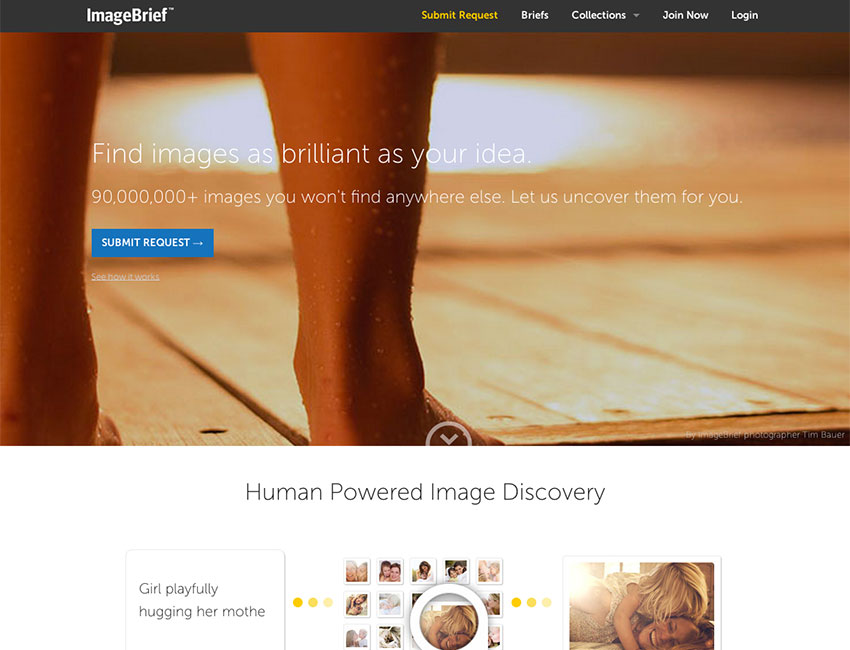 ImageBrief™
Submit Request Briefs Collections Join Now Login
Find images as brilliant as your idea.
90,000,000+ images you won't find anywhere else. Let us uncover them for you.
SUBMIT REQUEST →
See how it works
By ImageBrief photographer Tim Bauer
Human Powered Image Discovery
Girl playfully
hugging her mothe